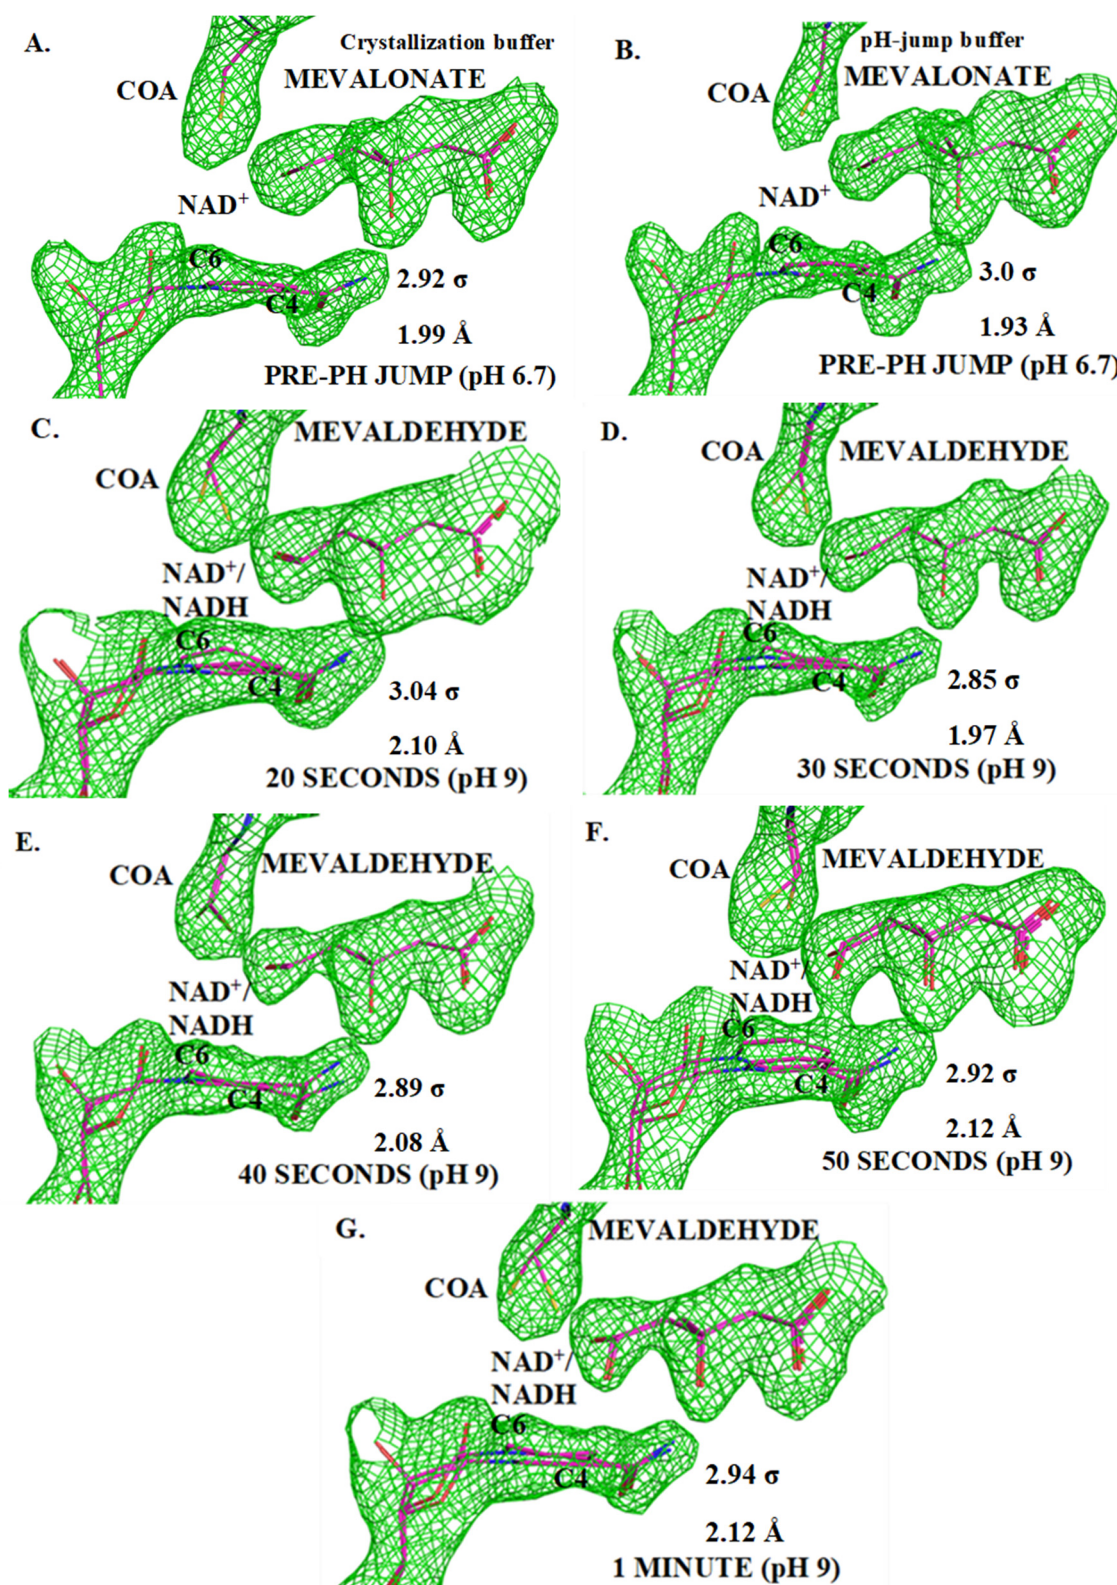 A.
Crystallization buffer
MEVALONATE
COA
NAD+
C6
C4
2.92 σ
1.99 Å
PRE-PH JUMP (pH 6.7)
B.
pH-jump buffer
MEVALONATE
COA
NAD+
C6
C4
3.0 σ
1.93 Å
PRE-PH JUMP (pH 6.7)
C.
MEVALDEHYDE
COA
NAD+/
NADH
C6
C4
3.04 σ
2.10 Å
20 SECONDS (pH 9)
D.
MEVALDEHYDE
COA
NAD+/
NADH
C6
C4
2.85 σ
1.97 Å
30 SECONDS (pH 9)
E.
MEVALDEHYDE
COA
NAD+/
NADH
C6
C4
2.89 σ
2.08 Å
40 SECONDS (pH 9)
F.
MEVALDEHYDE
COA
NAD+/
NADH
C6
C4
2.92 σ
2.12 Å
50 SECONDS (pH 9)
G.
MEVALDEHYDE
COA
NAD+/
NADH
C6
C4
2.94 σ
2.12 Å
1 MINUTE (pH 9)